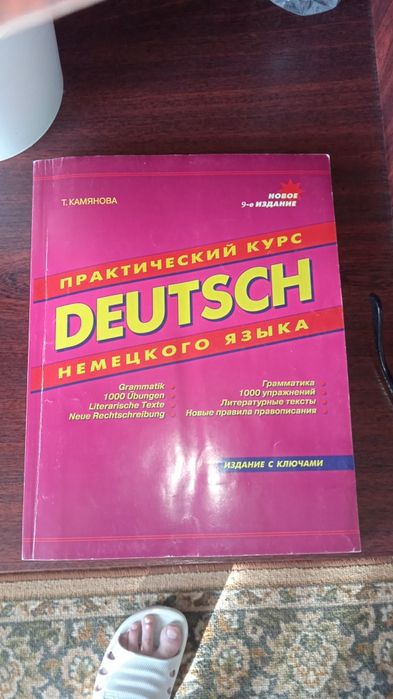 Т. КАМЯНОВА
НОВОЕ
9-е ИЗДАНИЕ
ПРАКТИЧЕСКИЙ КУРС
DEUTSCH
НЕМЕЦКОГО ЯЗЫКА
Grammatik
1000 Übungen
Literarische Texte
Neue Rechtschreibung
Грамматика
1000 упражнений
Литературные тексты
Новые правила правописания
ИЗДАНИЕ С КЛЮЧАМИ